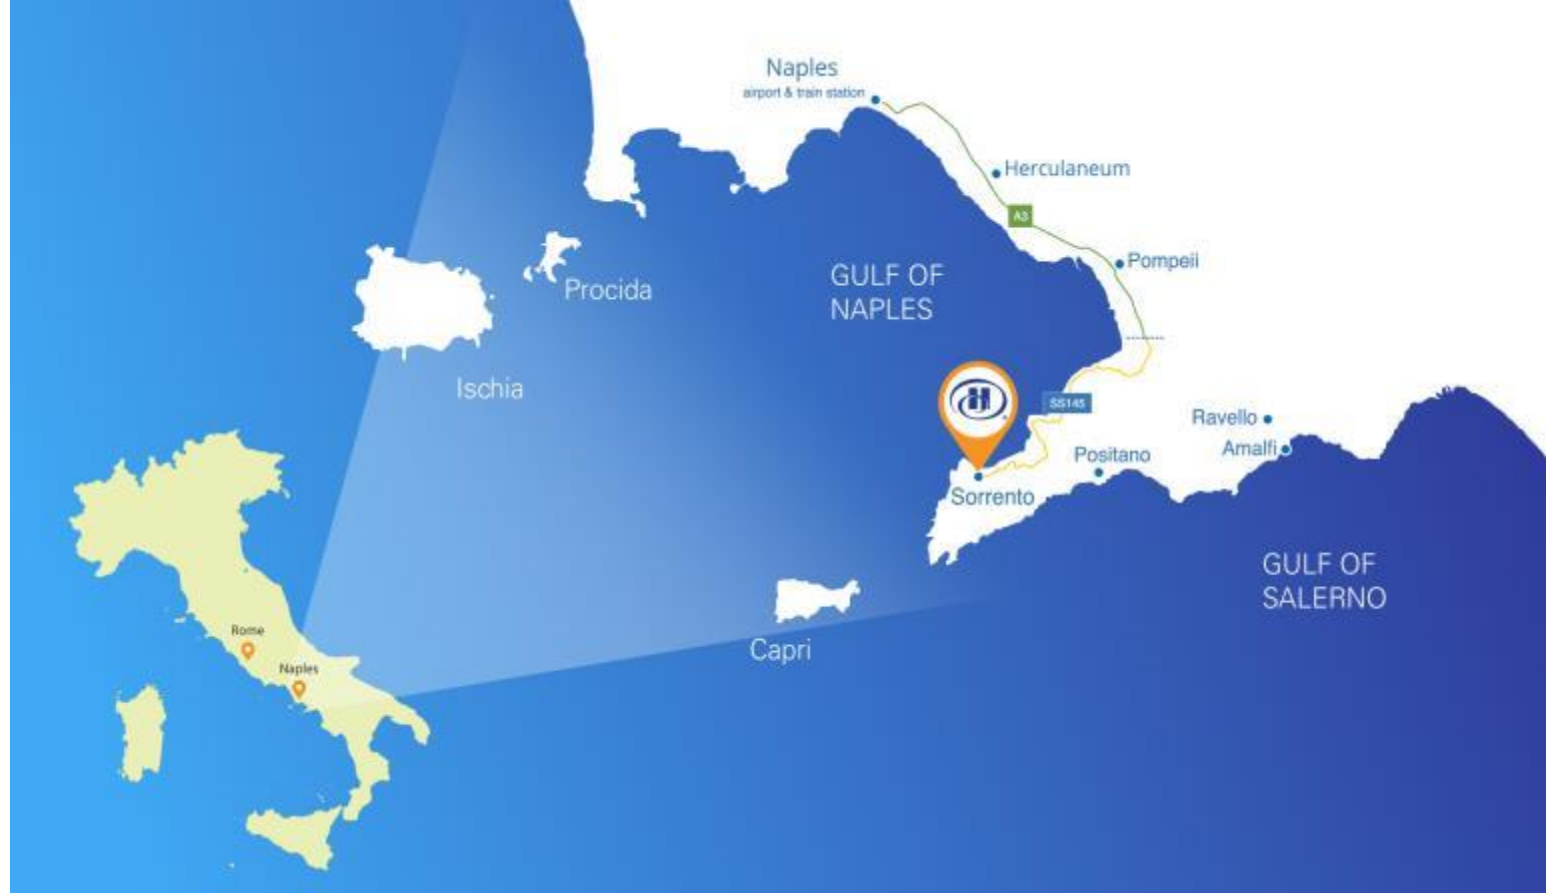 Naples
airport & train station
Herculaneum
A3
Pompeii
GULF OF
NAPLES
Procida
Ischia
SS145
Ravello
Amalfi
Positano
Sorrento
GULF OF
SALERNO
Capri
Rome
Naples